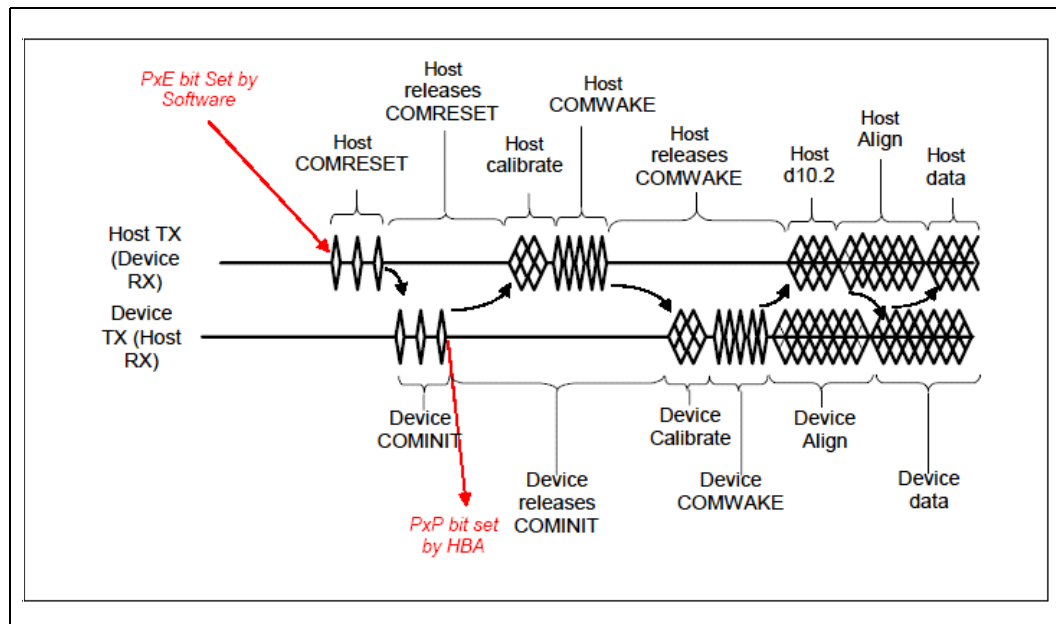 PxE bit Set by
Software
Host
COMRESET
Host
releases
COMRESET
Host
calibrate
Host
COMWAKE
Host
releases
COMWAKE
Host
d10.2
Host
Align
Host
data
Host TX
(Device
RX)
Device
TX (Host
RX)
Device
COMINIT
PxP bit set
by HBA
Device
releases
COMINIT
Device
Calibrate
Device
COMWAKE
Device
Align
Device
data